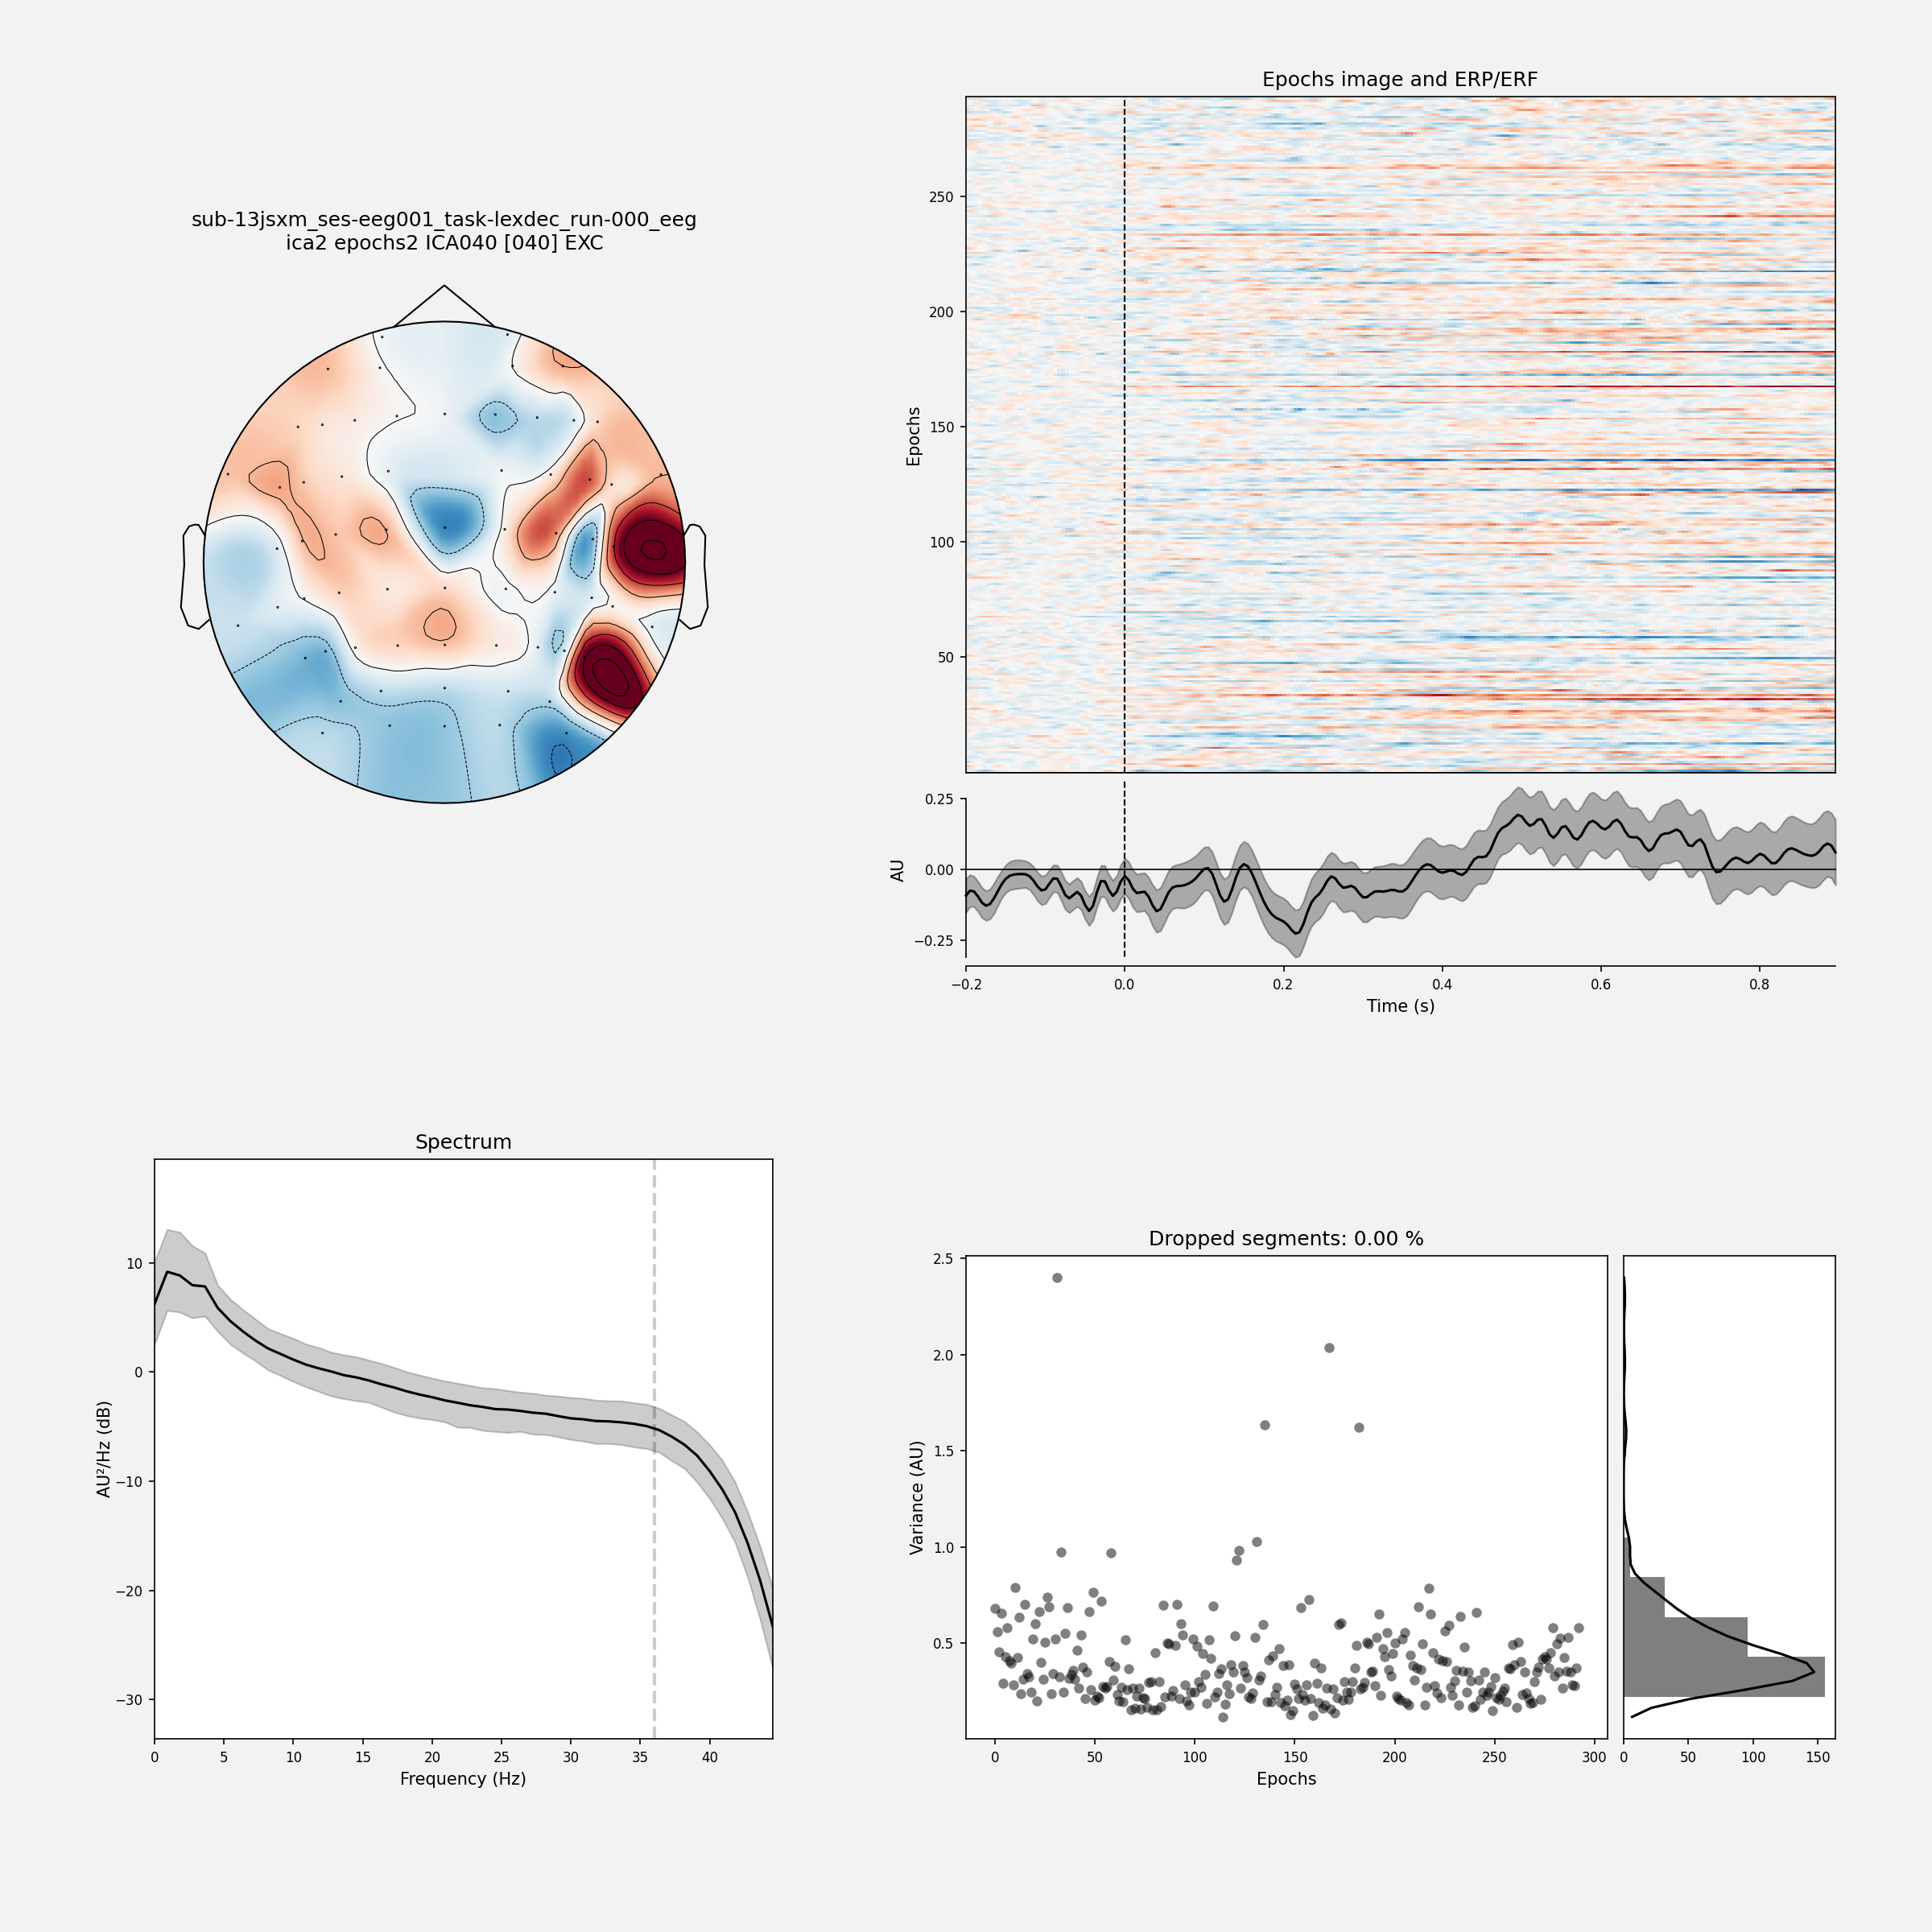 sub-13jsxm_ses-eeg001_task-lexdec_run-000_eeg
ica2 epochs2 ICA040 [040] EXC
Epochs image and ERP/ERF
Epochs
250
200
150
100
50
AU
0.25
0.00
−0.25
−0.2 0.0 0.2 0.4 0.6 0.8
Time (s)
Spectrum
AU²/Hz (dB)
10
0
−10
−20
−30
0 5 10 15 20 25 30 35 40
Frequency (Hz)
Dropped segments: 0.00 %
Variance (AU)
2.5
2.0
1.5
1.0
0.5
0 50 100 150 200 250 300
Epochs
0 50 100 150